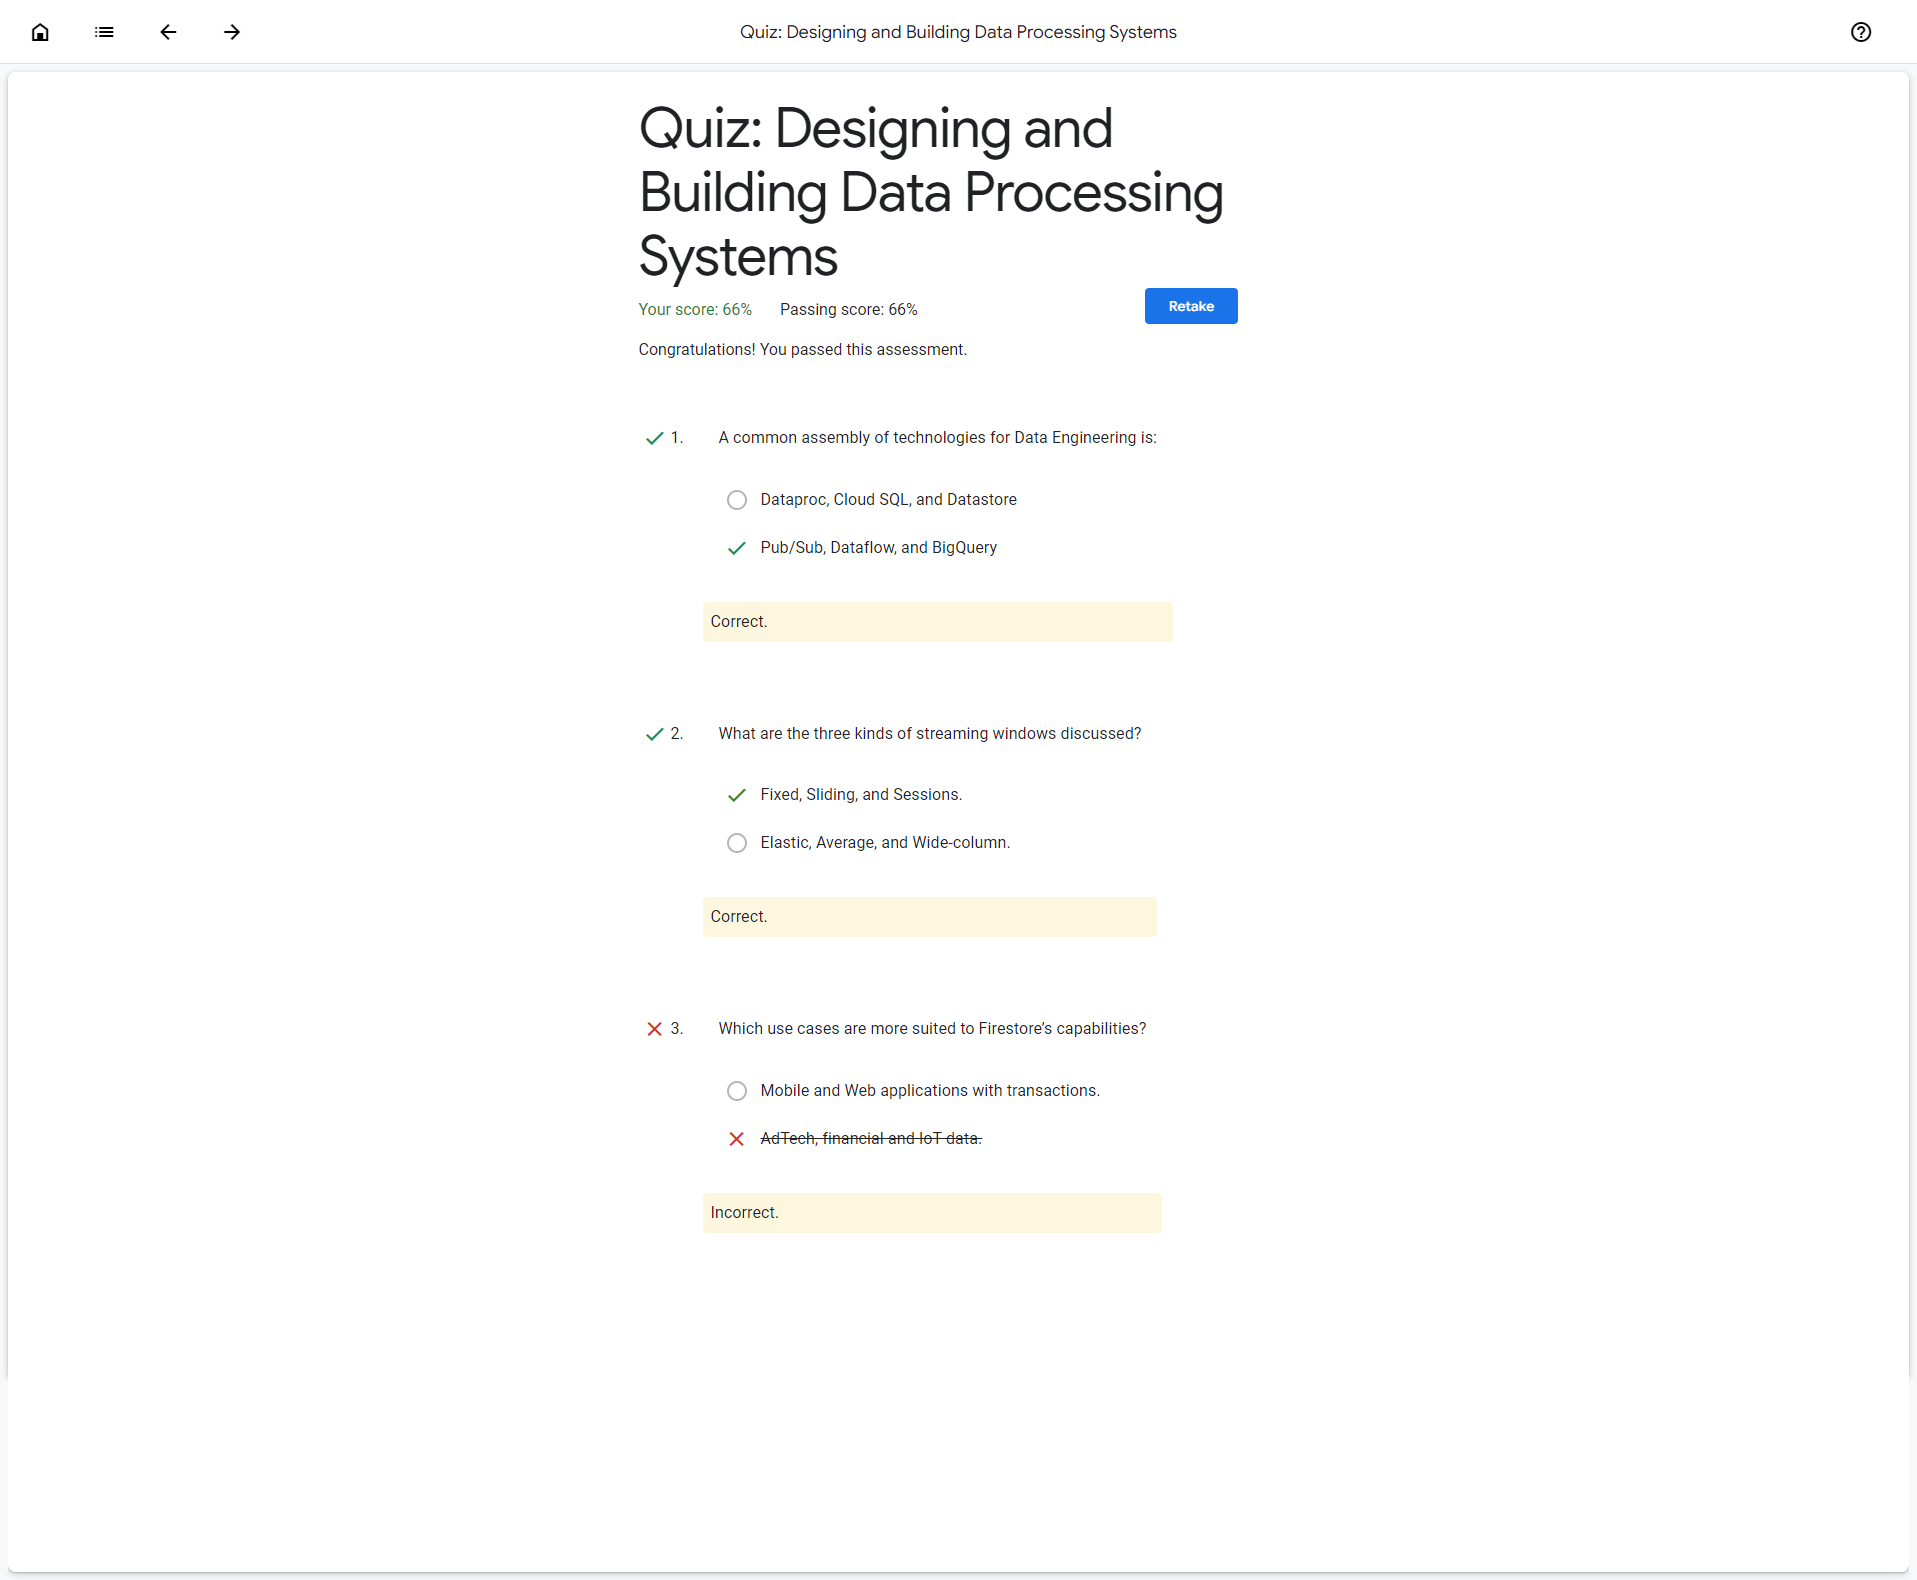 Quiz: Designing and Building Data Processing Systems
Quiz: Designing and
Building Data Processing
Systems
Your score: 66% Passing score: 66% Retake
Congratulations! You passed this assessment.
1. A common assembly of technologies for Data Engineering is:
Dataproc, Cloud SQL, and Datastore
Pub/Sub, Dataflow, and BigQuery
Correct.
2. What are the three kinds of streaming windows discussed?
Fixed, Sliding, and Sessions.
Elastic, Average, and Wide-column.
Correct.
3. Which use cases are more suited to Firestore’s capabilities?
Mobile and Web applications with transactions.
AdTech, financial and IoT data.
Incorrect.